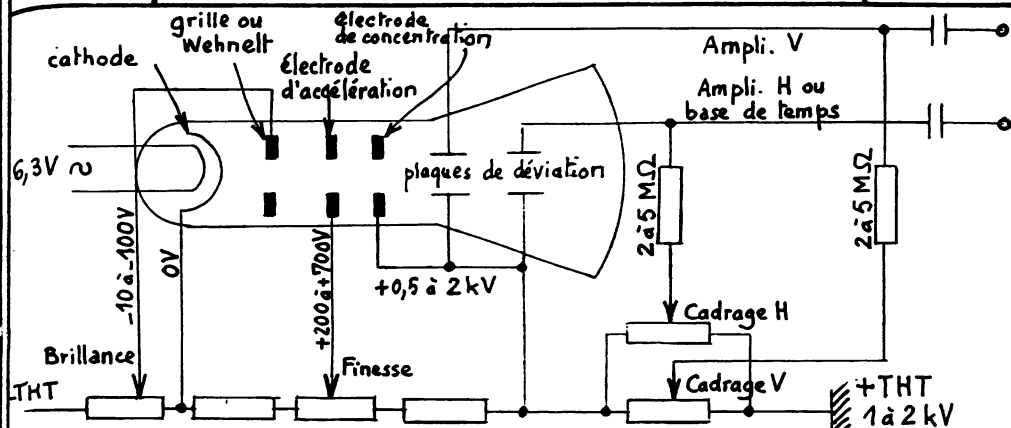 grille ou
Wehnelt
électrode
de concentration
cathode
électrode
d'accélération
Ampli. V
Ampli. H ou
base de temps
6,3V ~
plaques de déviation
2 à 5 MΩ
2 à 5 MΩ
-10 à -100V
0V
+200 à +700V
+0,5 à 2 kV
Cadrage H
Brillance
Finesse
Cadrage V
-THT
+THT
1 à 2 kV